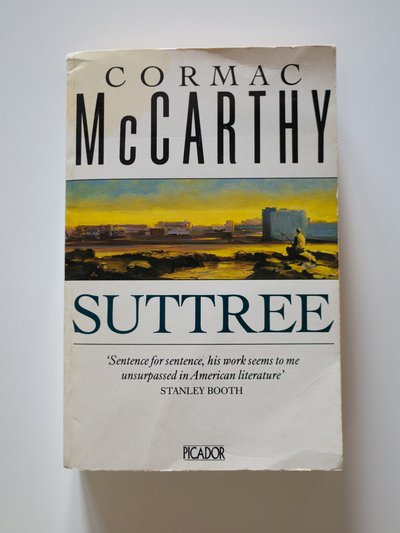 CORMAC
McCARTHY
SUTTREE
‘Sentence for sentence, his work seems to me
unsurpassed in American literature’
STANLEY BOOTH
PICADOR